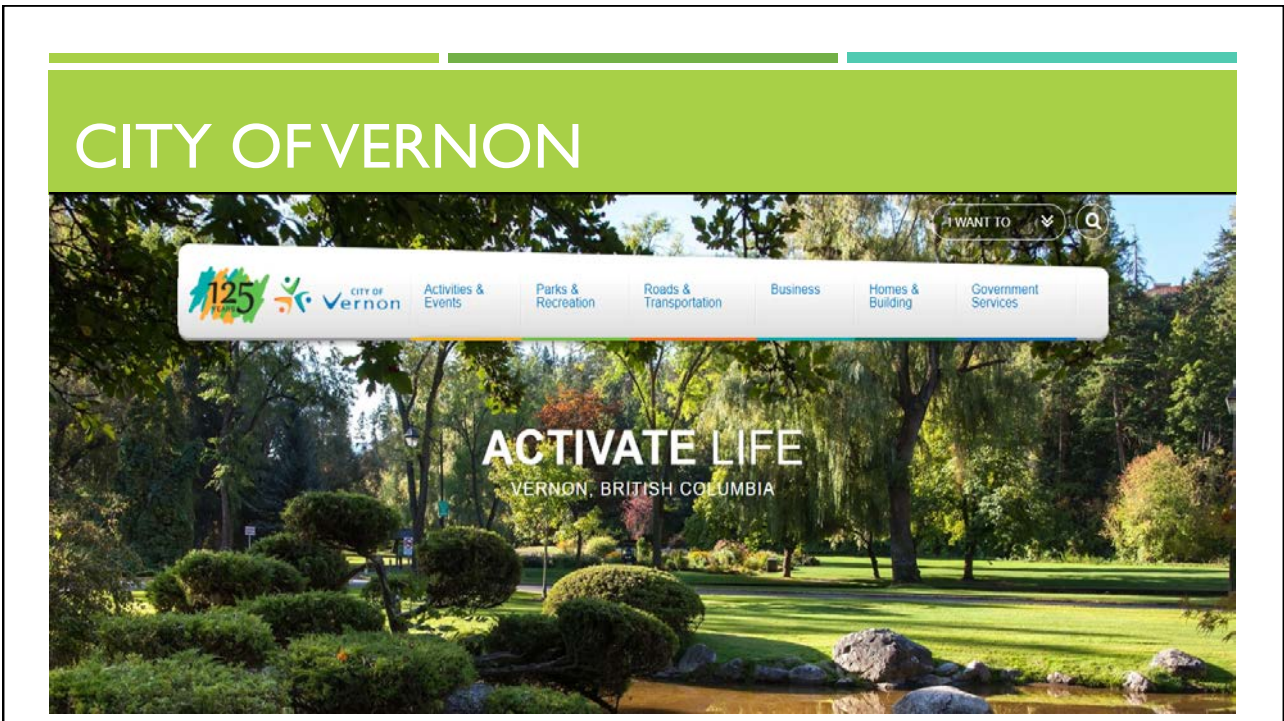 CITY OF VERNON
I WANT TO
125
YEARS
CITY OF
Vernon
Activities &
Events
Parks &
Recreation
Roads &
Transportation
Business
Homes &
Building
Government
Services
ACTIVATE LIFE
VERNON, BRITISH COLUMBIA